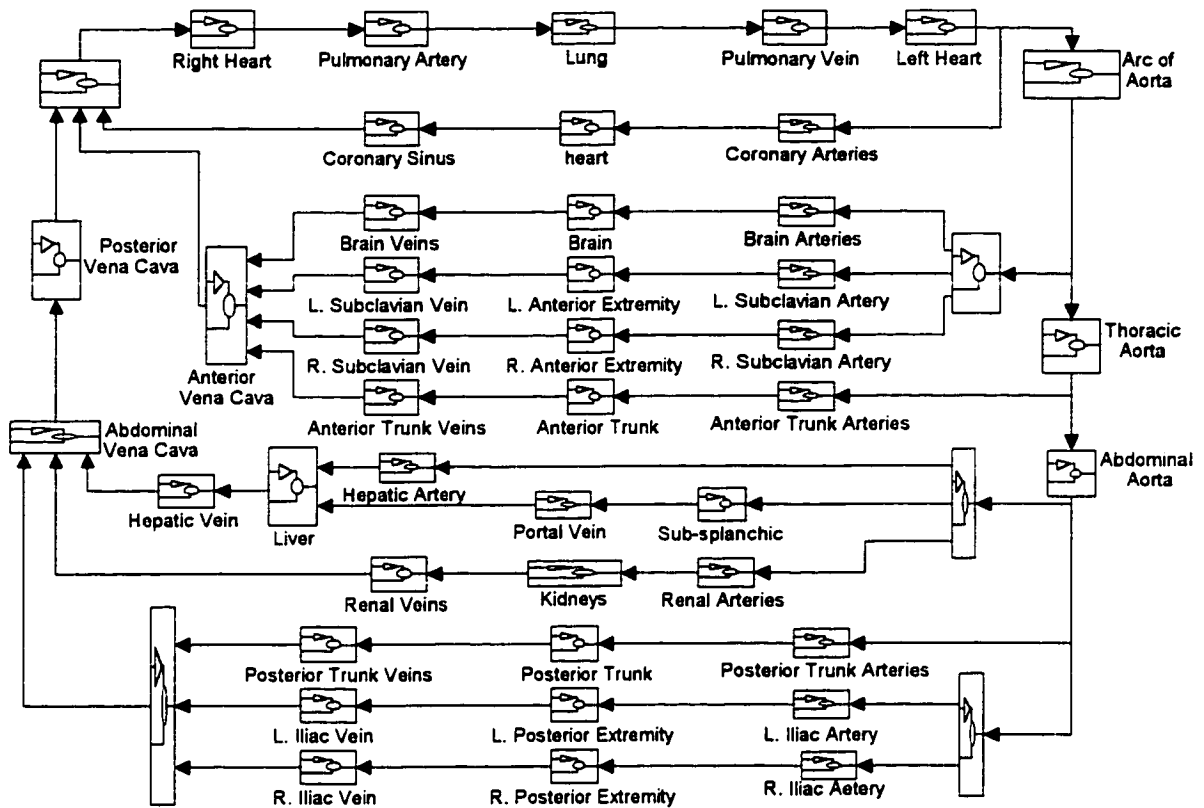 Right Heart
Pulmonary Artery
Lung
Pulmonary Vein
Left Heart
Arc of
Aorta
Coronary Sinus
heart
Coronary Arteries
Brain Veins
Brain
Brain Arteries
Posterior
Vena Cava
L. Subclavian Vein
L. Anterior Extremity
L. Subclavian Artery
Thoracic
Aorta
R. Subclavian Vein
R. Anterior Extremity
R. Subclavian Artery
Anterior
Vena Cava
Anterior Trunk Veins
Anterior Trunk
Anterior Trunk Arteries
Abdominal
Vena Cava
Abdominal
Aorta
Hepatic Artery
Hepatic Vein
Liver
Portal Vein
Sub-splanchic
Renal Veins
Kidneys
Renal Arteries
Posterior Trunk Veins
Posterior Trunk
Posterior Trunk Arteries
L. Iliac Vein
L. Posterior Extremity
L. Iliac Artery
R. Iliac Vein
R. Posterior Extremity
R. Iliac Aetery